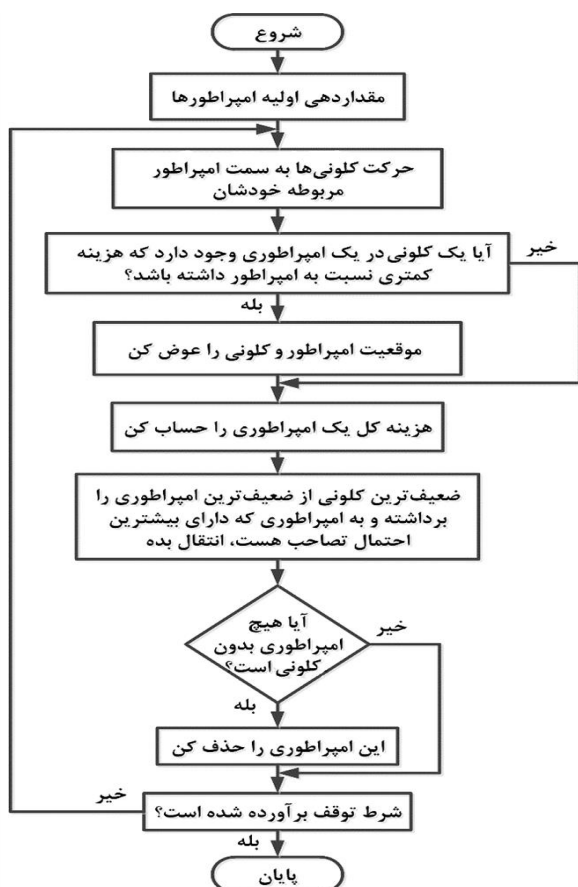 شروع
مقداردهی اولیه امپراطورها
حرکت کلونی‌ها به سمت امپراطور
مربوطه خودشان
آیا یک کلونی در یک امپراطوری وجود دارد که هزینه
کمتری نسبت به امپراطور داشته باشد؟
خیر
بله
موقعیت امپراطور و کلونی را عوض کن
هزینه کل یک امپراطوری را حساب کن
ضعیف‌ترین کلونی از ضعیف‌ترین امپراطوری را
برداشته و به امپراطوری که دارای بیشترین
احتمال تصاحب هست، انتقال بده
آیا هیچ
امپراطوری بدون
کلونی است؟
خیر
بله
این امپراطوری را حذف کن
شرط توقف برآورده شده است؟
خیر
بله
پایان